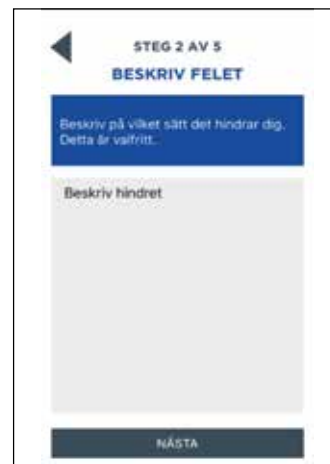 STEG 2 AV 5
BESKRIV FELET
Beskriv på vilket sätt det hindrar dig.
Detta är valfritt.
Beskriv hindret
NÄSTA